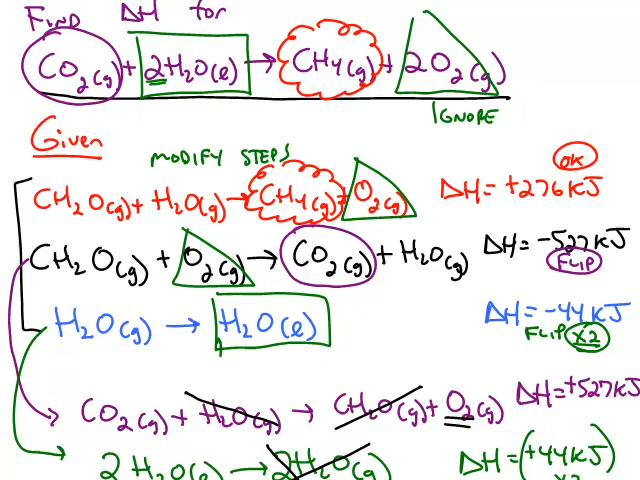 FIND ΔH for
CO₂(g) + 2H₂O(l) → CH₄(g) + 2O₂(g)
IGNORE
Given
MODIFY STEPS
OK
CH₂O(g) + H₂O(g) → CH₄(g) + O₂(g) ΔH = +276 KJ
CH₂O(g) + O₂(g) → CO₂(g) + H₂O(g) ΔH = -527 KJ
FLIP
H₂O(g) → H₂O(l) ΔH = -44 KJ
FLIP X2
CO₂(g) + H₂O(g) → CH₂O(g) + O₂(g) ΔH = +527 KJ
2H₂O(l) → 2H₂O(g) ΔH = (+44 KJ)
X2